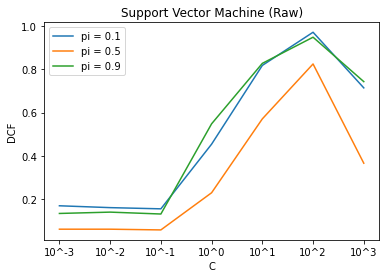 Support Vector Machine (Raw)
pi = 0.1
pi = 0.5
pi = 0.9
DCF
1.0
0.8
0.6
0.4
0.2
10^-3 10^-2 10^-1 10^0 10^1 10^2 10^3
C